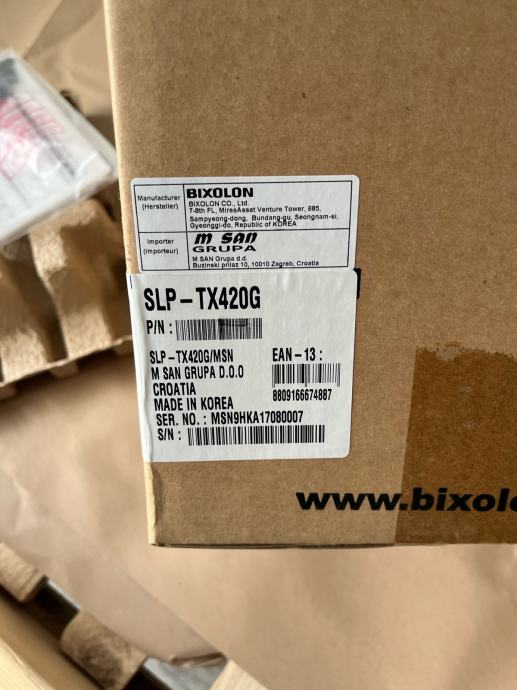 Manufacturer
(Hersteller)
BIXOLON
BIXOLON CO., Ltd.
7-8th FL, MireaAsset Venture Tower, 685,
Sampyeong-dong, Bundang-gu, Seongnam-si,
Gyeonggi-do, Republic of KOREA
Importer
(Importeur)
M SAN
GRUPA
M SAN Grupa d.d.
Buzinski prilaz 10, 10010 Zagreb, Croatia
SLP-TX420G
P/N :
SLP-TX420G/MSN
M SAN GRUPA D.O.O
CROATIA
MADE IN KOREA
EAN-13 :
8809166674887
SER. NO. : MSN9HKA17080007
S/N :
www.bixolo